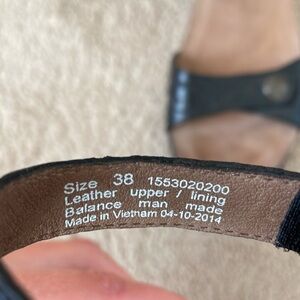 Size 38 1553020200
Leather upper / lining
Balance man made
Made in Vietnam 04-10-2014